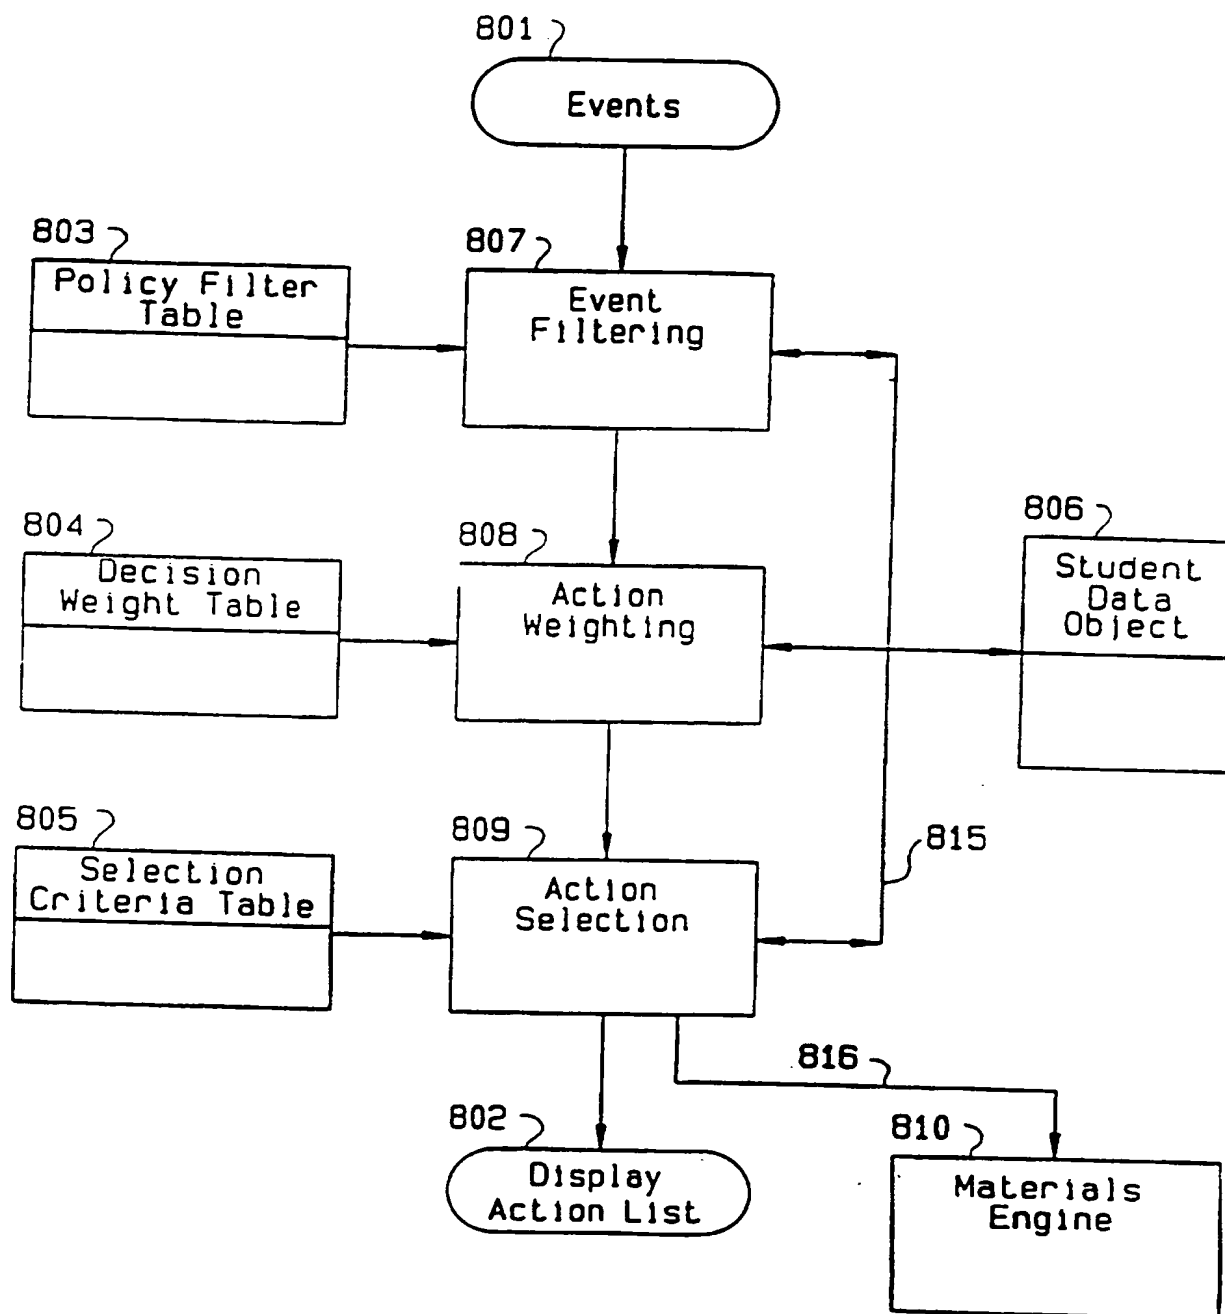 801
Events
803
Policy Filter
Table
807
Event
Filtering
804
Decision
Weight Table
808
Action
Weighting
806
Student
Data
Object
805
Selection
Criteria Table
809
Action
Selection
815
816
802
Display
Action List
810
Materials
Engine